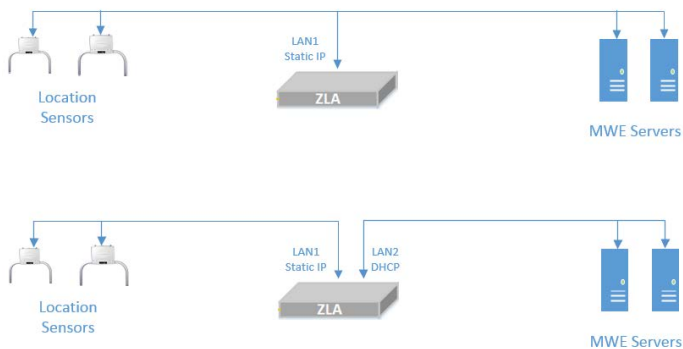 LAN1
Static IP
ZLA
Location
Sensors
MWE Servers
LAN1
Static IP
LAN2
DHCP
ZLA
Location
Sensors
MWE Servers